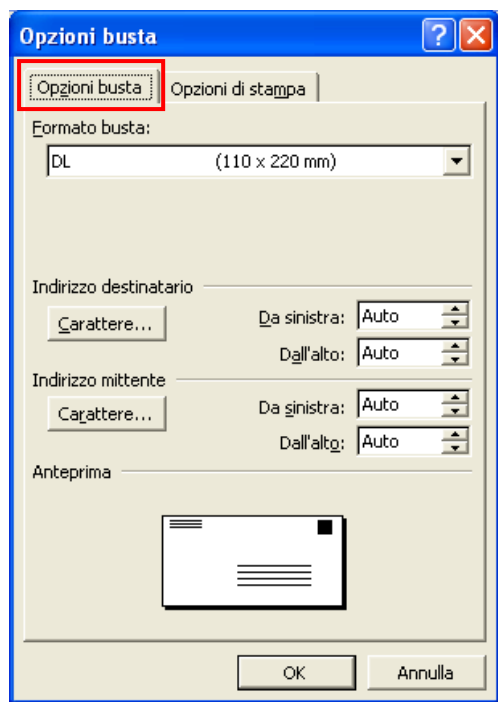 Opzioni busta
Opzioni busta Opzioni di stampa
Formato busta:
DL (110 x 220 mm)
Indirizzo destinatario
Carattere... Da sinistra: Auto
Dall'alto: Auto
Indirizzo mittente
Carattere... Da sinistra: Auto
Dall'alto: Auto
Anteprima
OK Annulla